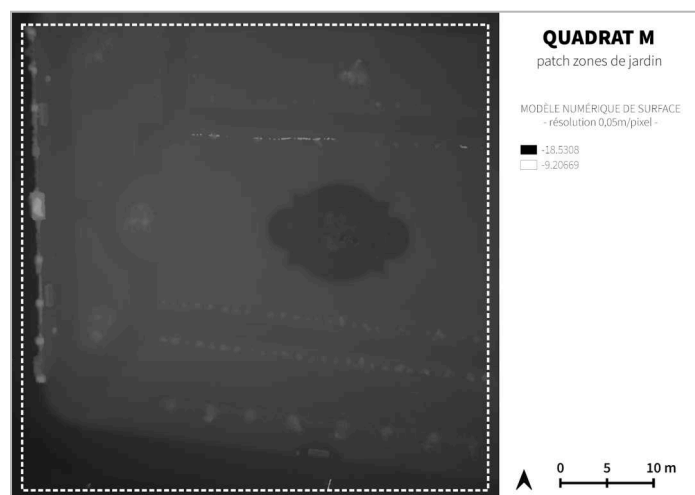 QUADRAT M
patch zones de jardin
MODÈLE NUMÉRIQUE DE SURFACE
- résolution 0,05m/pixel -
-18.5308
-9.20669
0 5 10 m